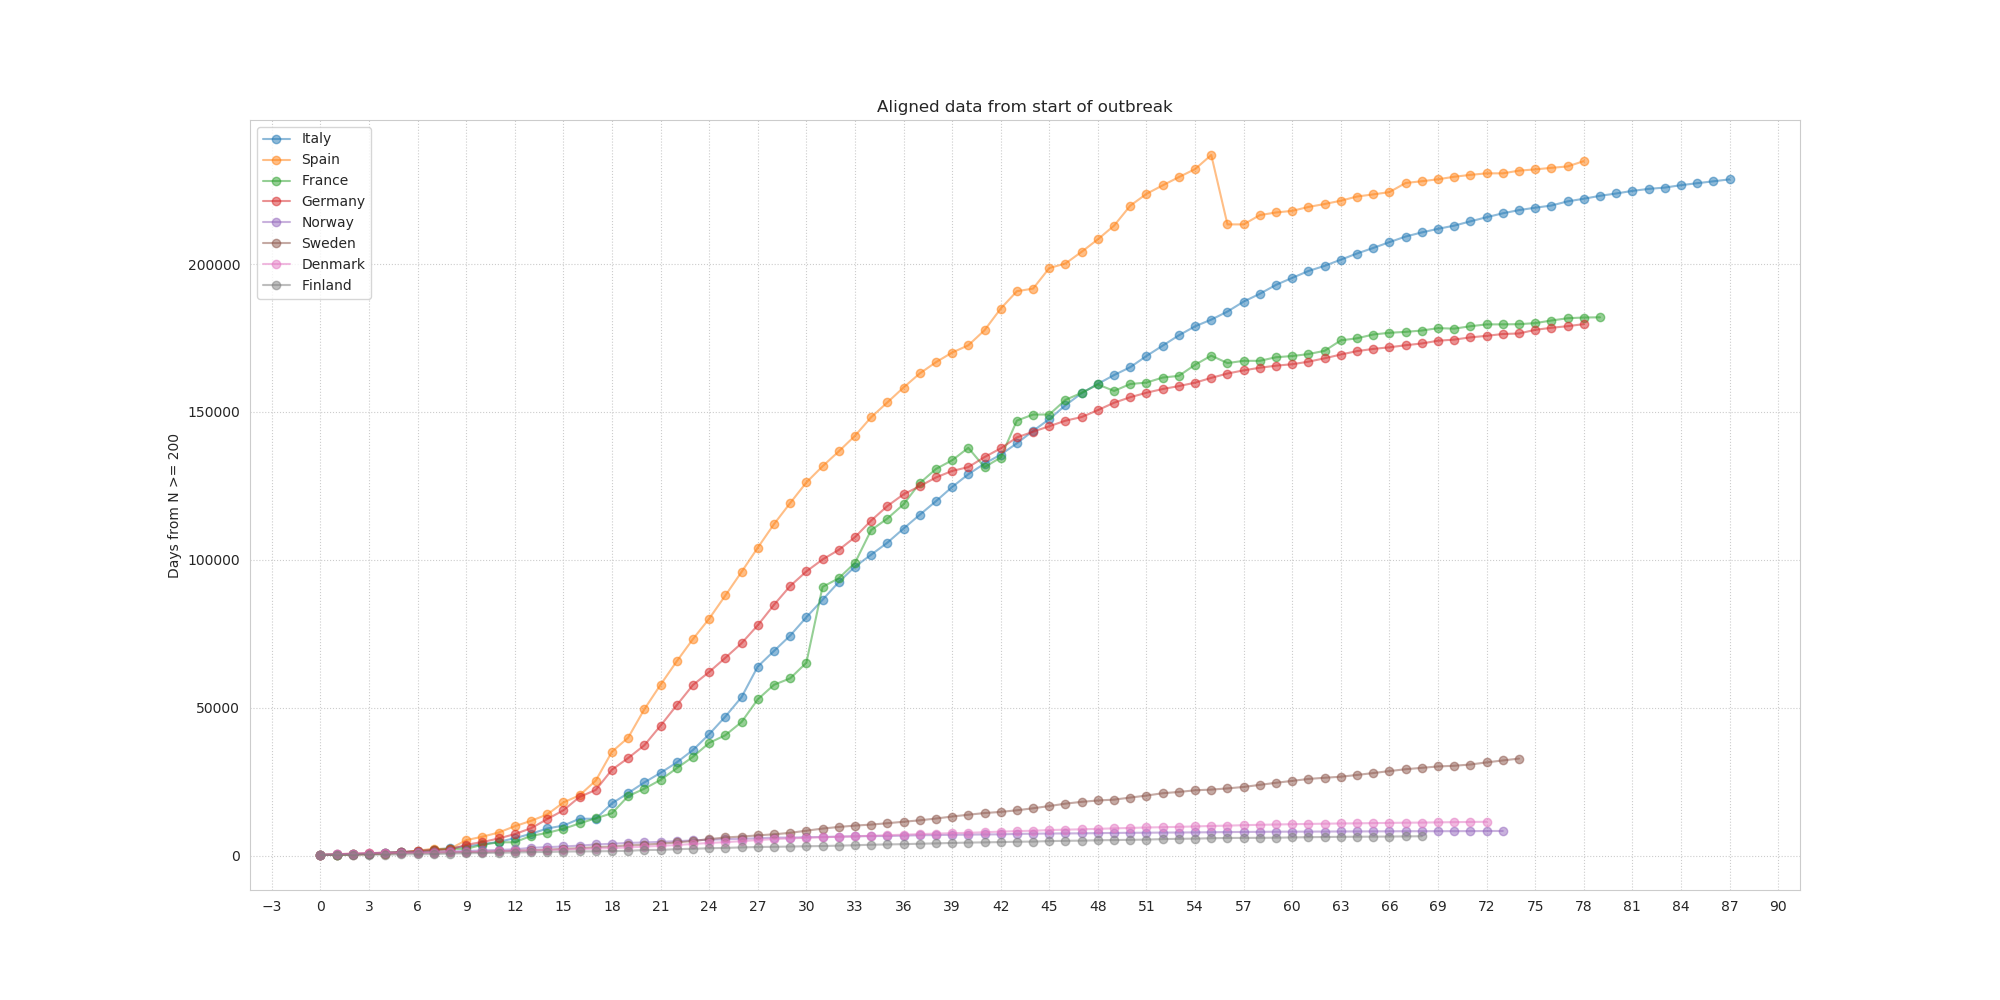 Aligned data from start of outbreak
Italy
Spain
France
Germany
Norway
Sweden
Denmark
Finland
Days from N >= 200
200000
150000
100000
50000
0
−3 0 3 6 9 12 15 18 21 24 27 30 33 36 39 42 45 48 51 54 57 60 63 66 69 72 75 78 81 84 87 90